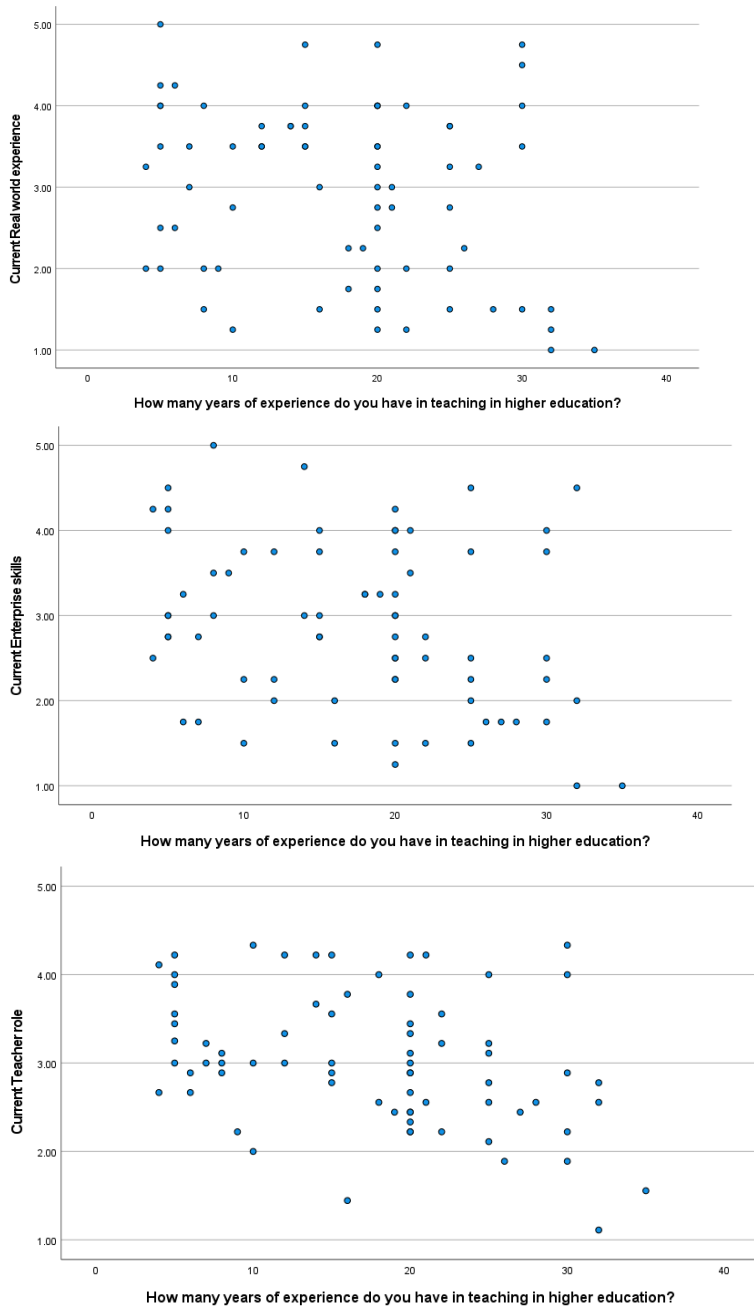 5.00
4.00
3.00
2.00
1.00
Current Real world experience
0 10 20 30 40
How many years of experience do you have in teaching in higher education?
5.00
4.00
3.00
2.00
1.00
Current Enterprise skills
0 10 20 30 40
How many years of experience do you have in teaching in higher education?
5.00
4.00
3.00
2.00
1.00
Current Teacher role
0 10 20 30 40
How many years of experience do you have in teaching in higher education?